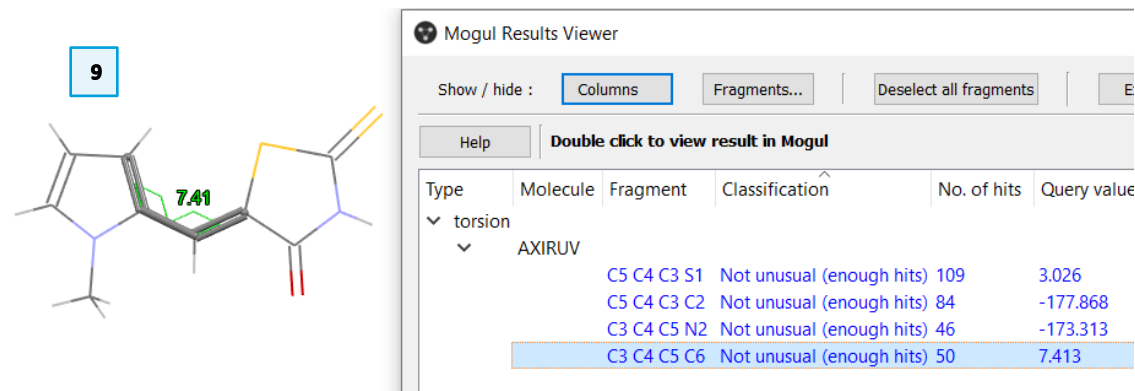 9
7.41
Mogul Results Viewer
Show / hide : Columns Fragments... Deselect all fragments
Help Double click to view result in Mogul
Type Molecule Fragment Classification No. of hits Query value
torsion
AXIRUV
C5 C4 C3 S1 Not unusual (enough hits) 109 3.026
C5 C4 C3 C2 Not unusual (enough hits) 84 -177.868
C3 C4 C5 N2 Not unusual (enough hits) 46 -173.313
C3 C4 C5 C6 Not unusual (enough hits) 50 7.413